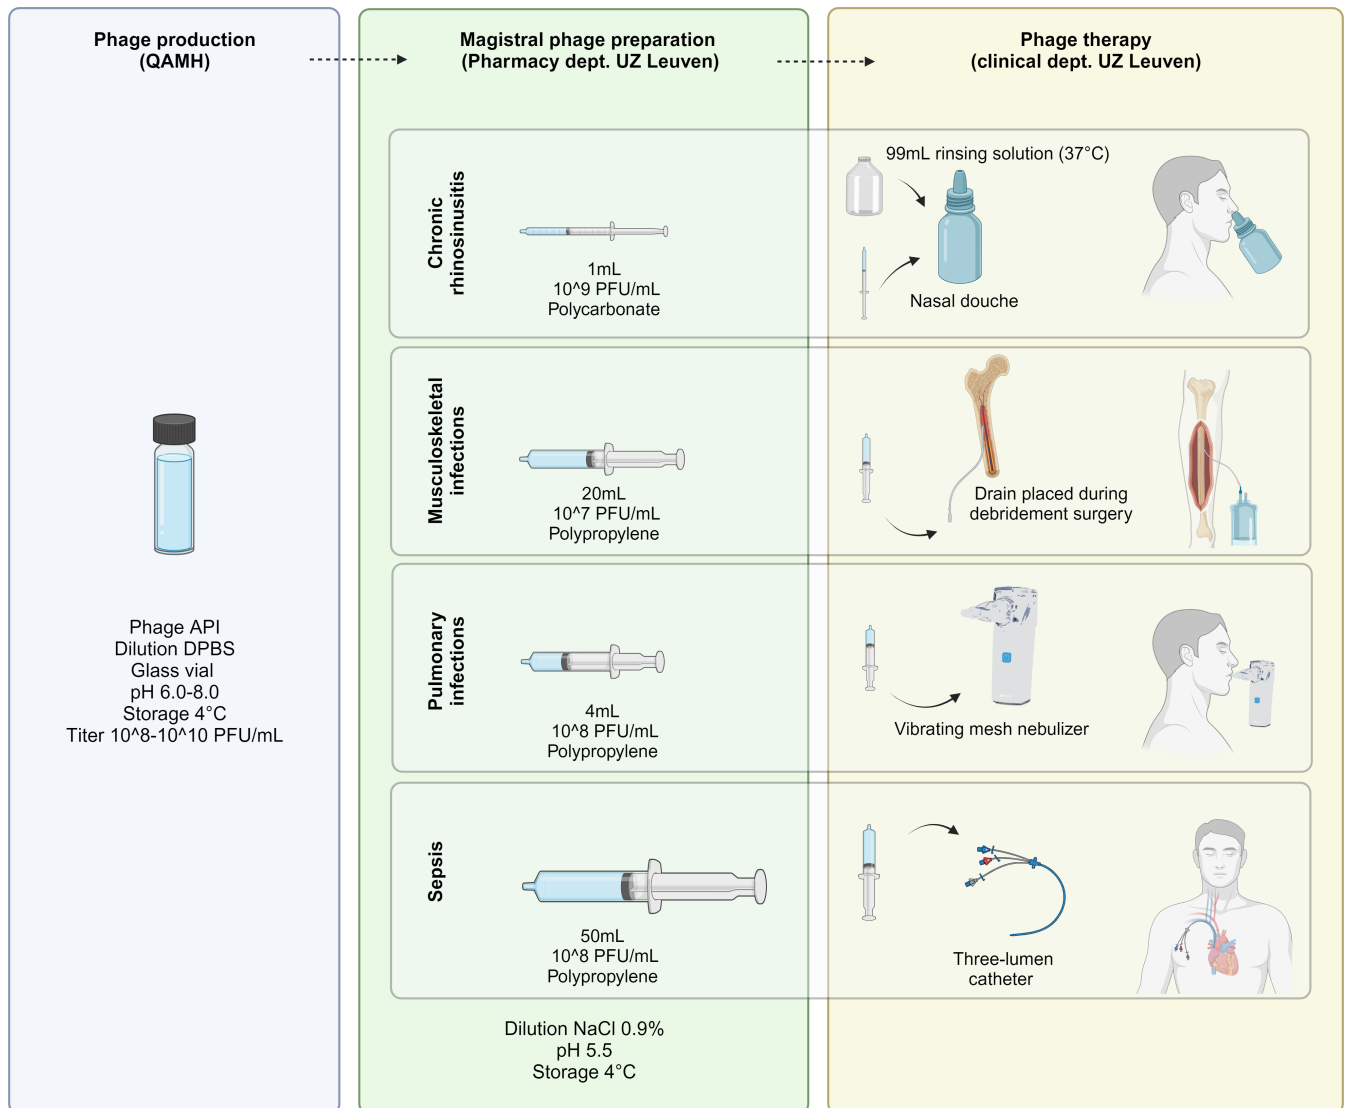 Phage production
(QAMH)
Phage API
Dilution DPBS
Glass vial
pH 6.0-8.0
Storage 4°C
Titer 10^8-10^10 PFU/mL
Magistral phage preparation
(Pharmacy dept. UZ Leuven)
Phage therapy
(clinical dept. UZ Leuven)
Chronic
rhinosinusitis
1mL
10^9 PFU/mL
Polycarbonate
99mL rinsing solution (37°C)
Nasal douche
Musculoskeletal
infections
20mL
10^7 PFU/mL
Polypropylene
Drain placed during
debridement surgery
Pulmonary
infections
4mL
10^8 PFU/mL
Polypropylene
Vibrating mesh nebulizer
Sepsis
50mL
10^8 PFU/mL
Polypropylene
Three-lumen
catheter
Dilution NaCl 0.9%
pH 5.5
Storage 4°C